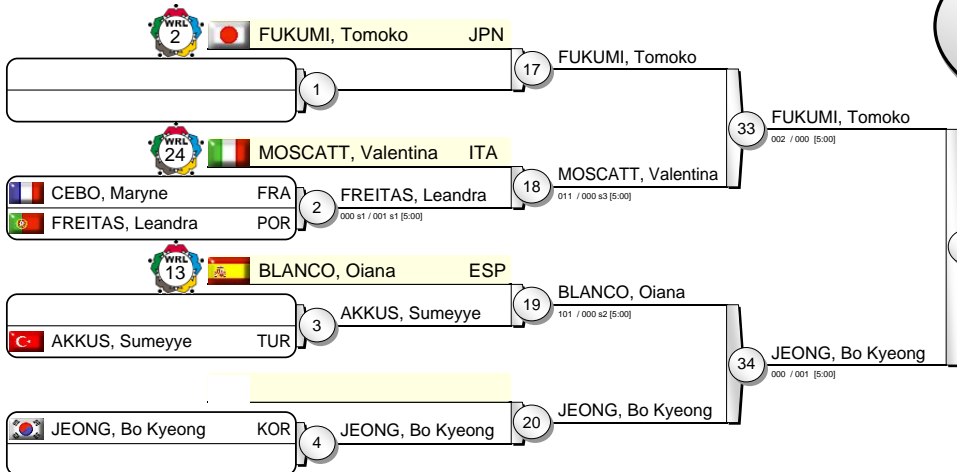 WRL
2
FUKUMI, Tomoko JPN
1
17
FUKUMI, Tomoko
WRL
24
MOSCATT, Valentina ITA
CEBO, Maryne FRA
FREITAS, Leandra POR
2
FREITAS, Leandra
000 s1 / 001 s1 [5:00]
18
MOSCATT, Valentina
011 / 000 s3 [5:00]
33
FUKUMI, Tomoko
002 / 000 [5:00]
WRL
13
BLANCO, Oiana ESP
AKKUS, Sumeyye TUR
3
AKKUS, Sumeyye
19
BLANCO, Oiana
101 / 000 s2 [5:00]
JEONG, Bo Kyeong KOR
4
JEONG, Bo Kyeong
20
JEONG, Bo Kyeong
34
JEONG, Bo Kyeong
000 / 001 [5:00]